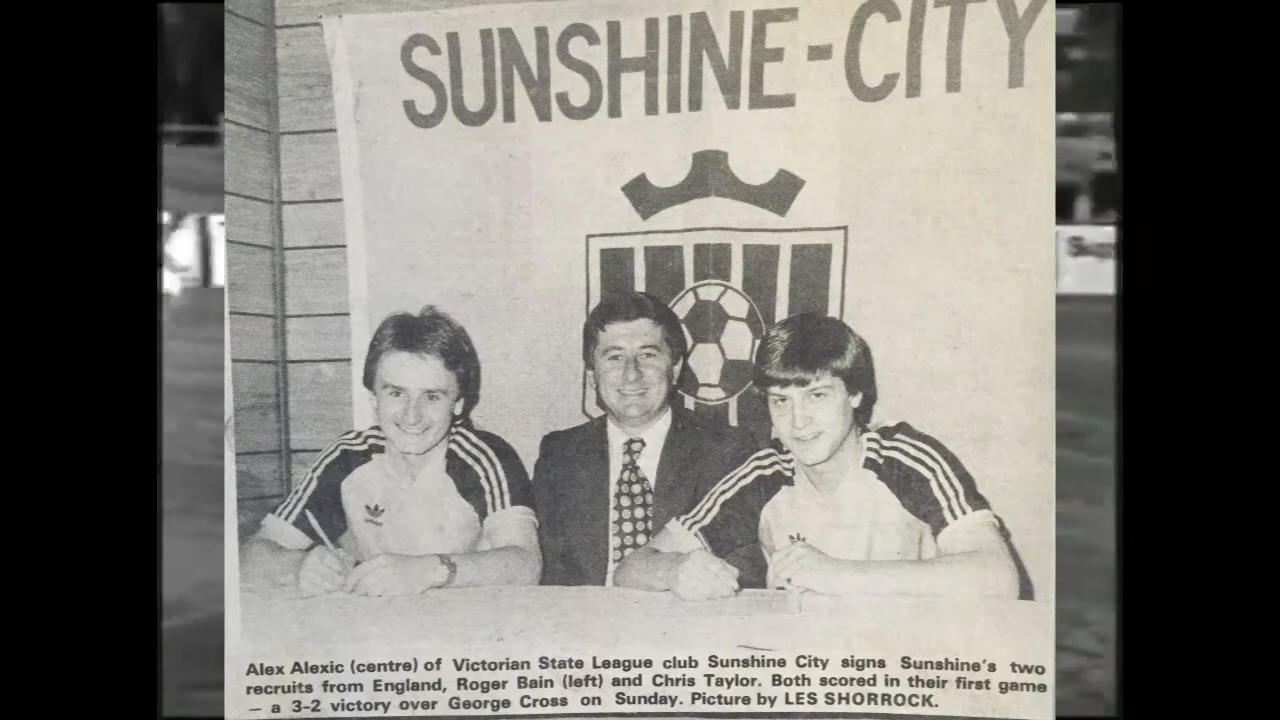 SUNSHINE-CITY
Alex Alexic (centre) of Victorian State League club Sunshine City signs Sunshine's two
recruits from England, Roger Bain (left) and Chris Taylor. Both scored in their first game
— a 3-2 victory over George Cross on Sunday. Picture by LES SHORROCK.